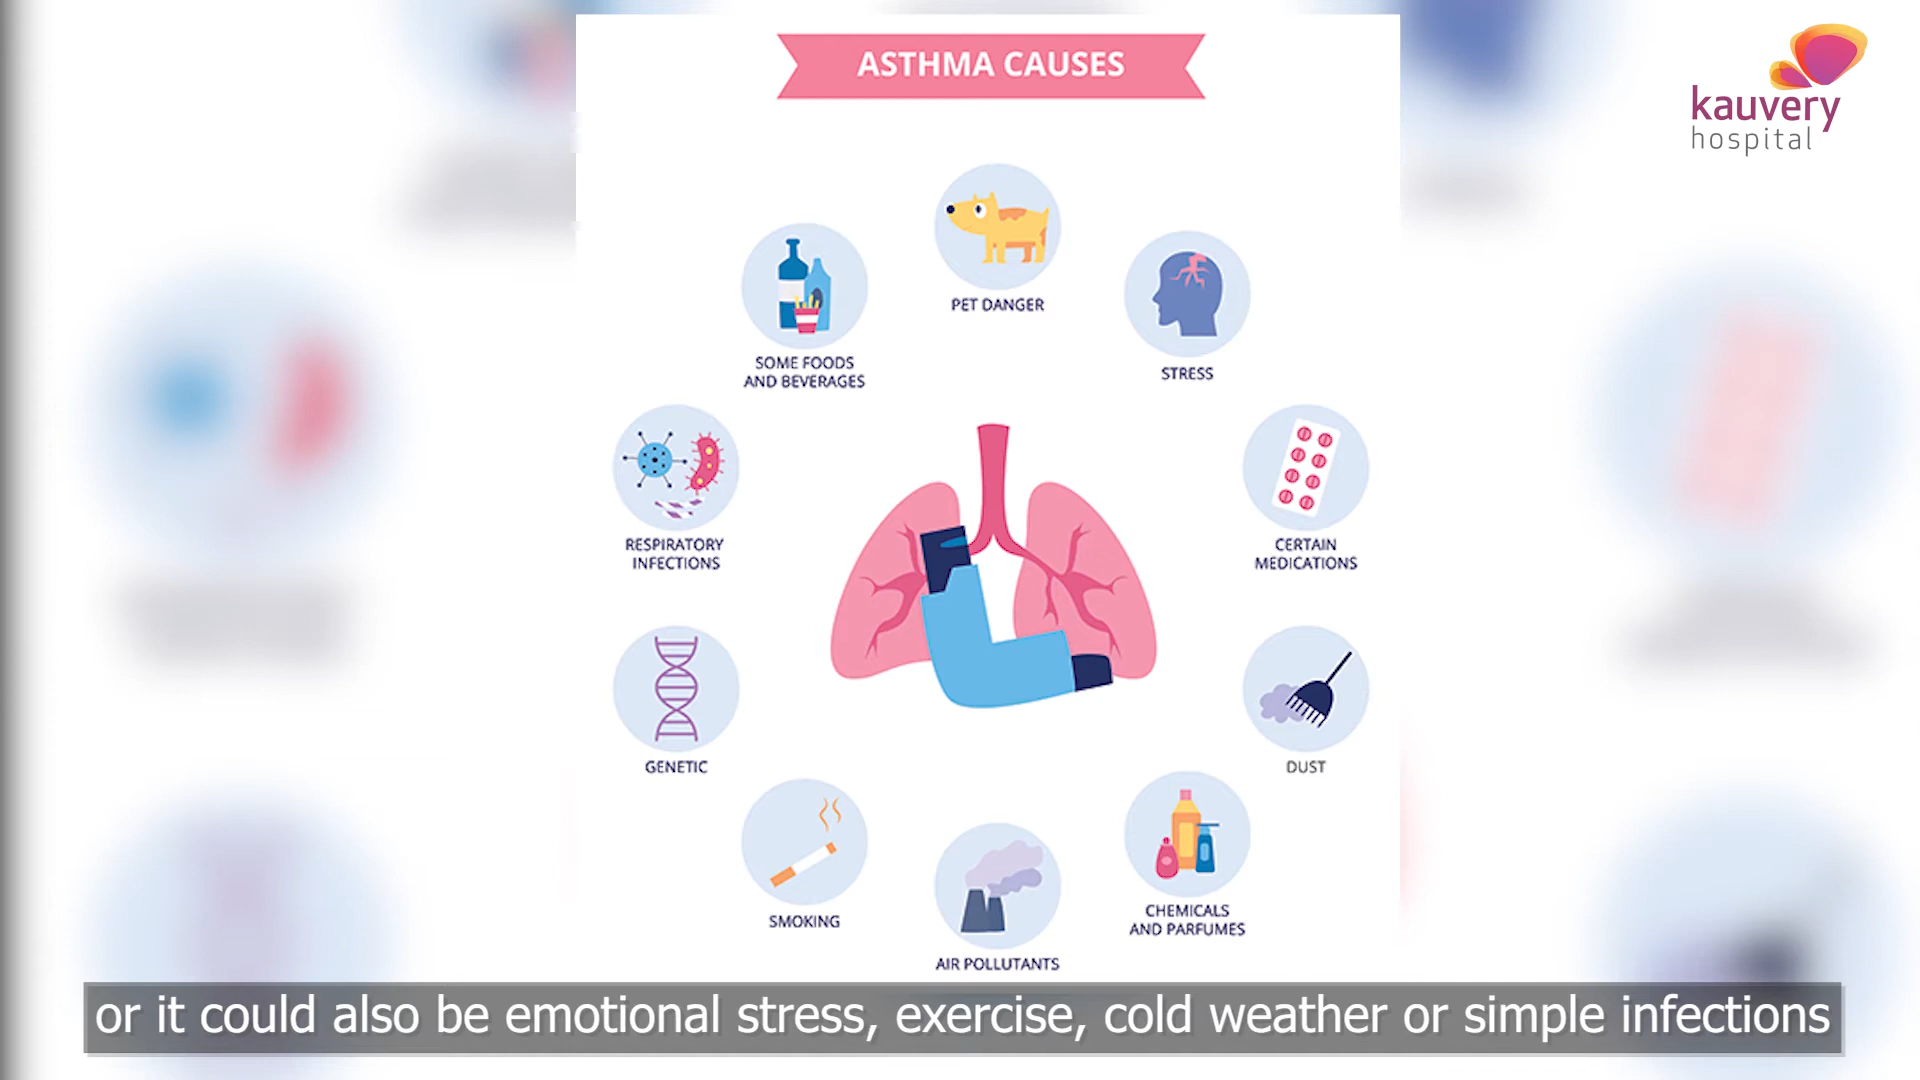 ASTHMA CAUSES
kauvery
hospital
PET DANGER
SOME FOODS
AND BEVERAGES
STRESS
RESPIRATORY
INFECTIONS
CERTAIN
MEDICATIONS
GENETIC
DUST
SMOKING
AIR POLLUTANTS
CHEMICALS
AND PARFUMES
or it could also be emotional stress, exercise, cold weather or simple infections